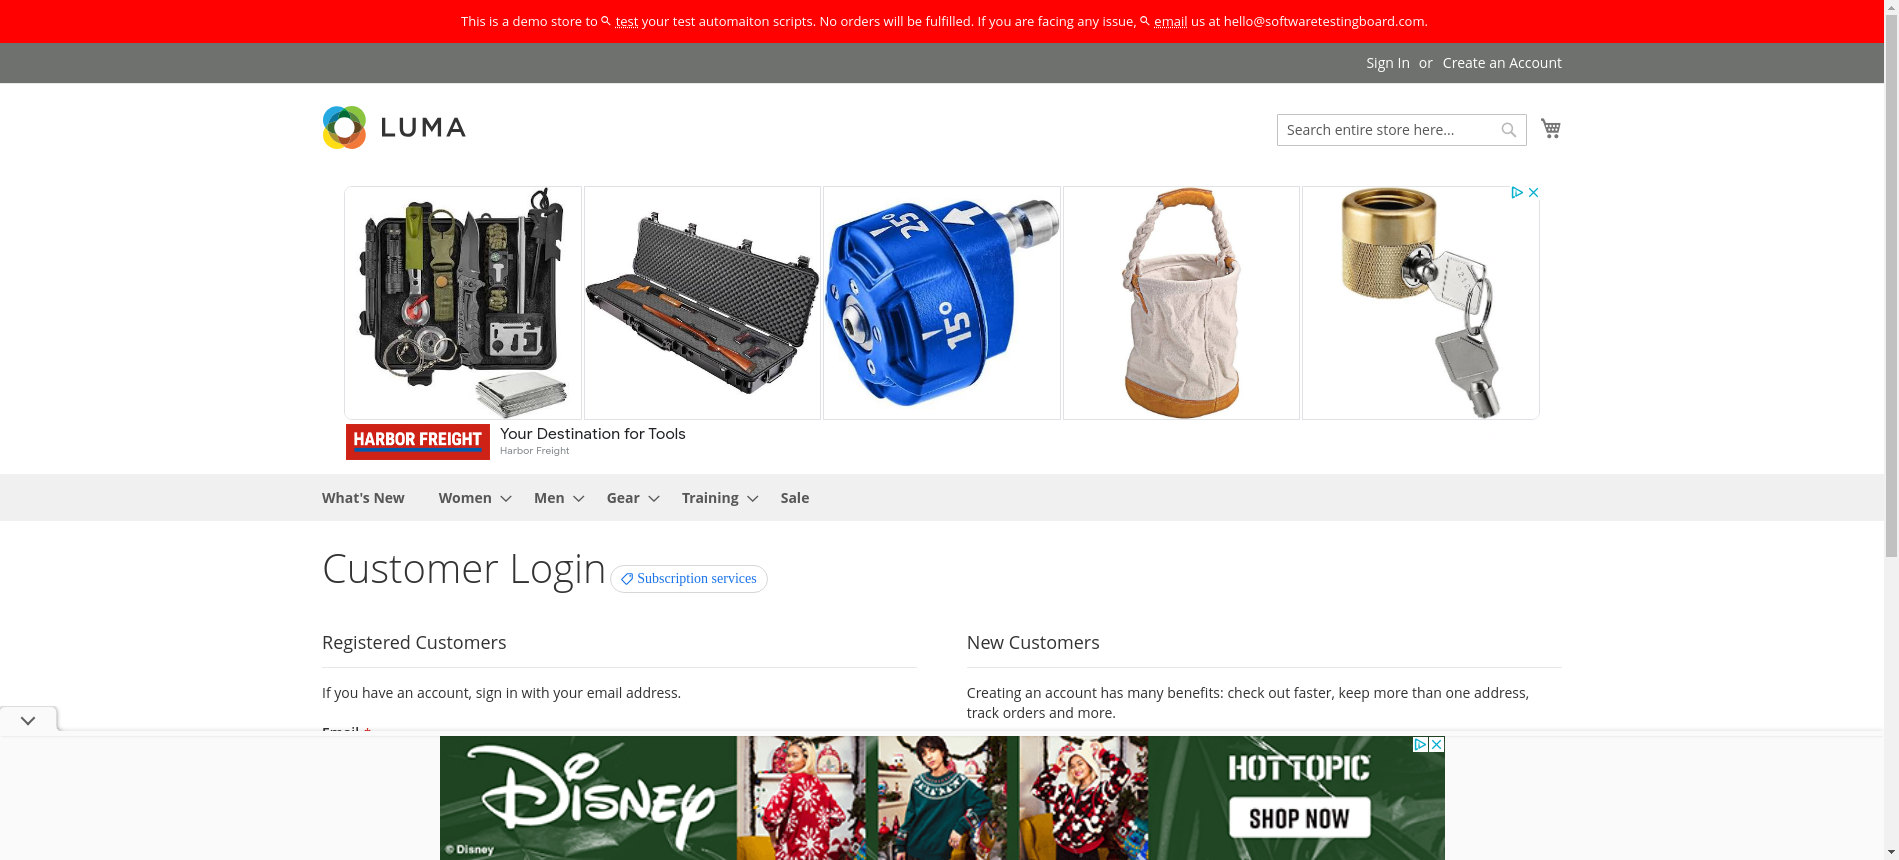 This is a demo store to test your test automaiton scripts. No orders will be fulfilled. If you are facing any issue, email us at hello@softwaretestingboard.com.
Sign In or Create an Account
LUMA
Search entire store here...
25°
15°
HARBOR FREIGHT
Your Destination for Tools
Harbor Freight
What's New Women Men Gear Training Sale
Customer Login
Subscription services
Registered Customers
If you have an account, sign in with your email address.
Email *
New Customers
Creating an account has many benefits: check out faster, keep more than one address,
track orders and more.
Disney
© Disney
HOT TOPIC
SHOP NOW